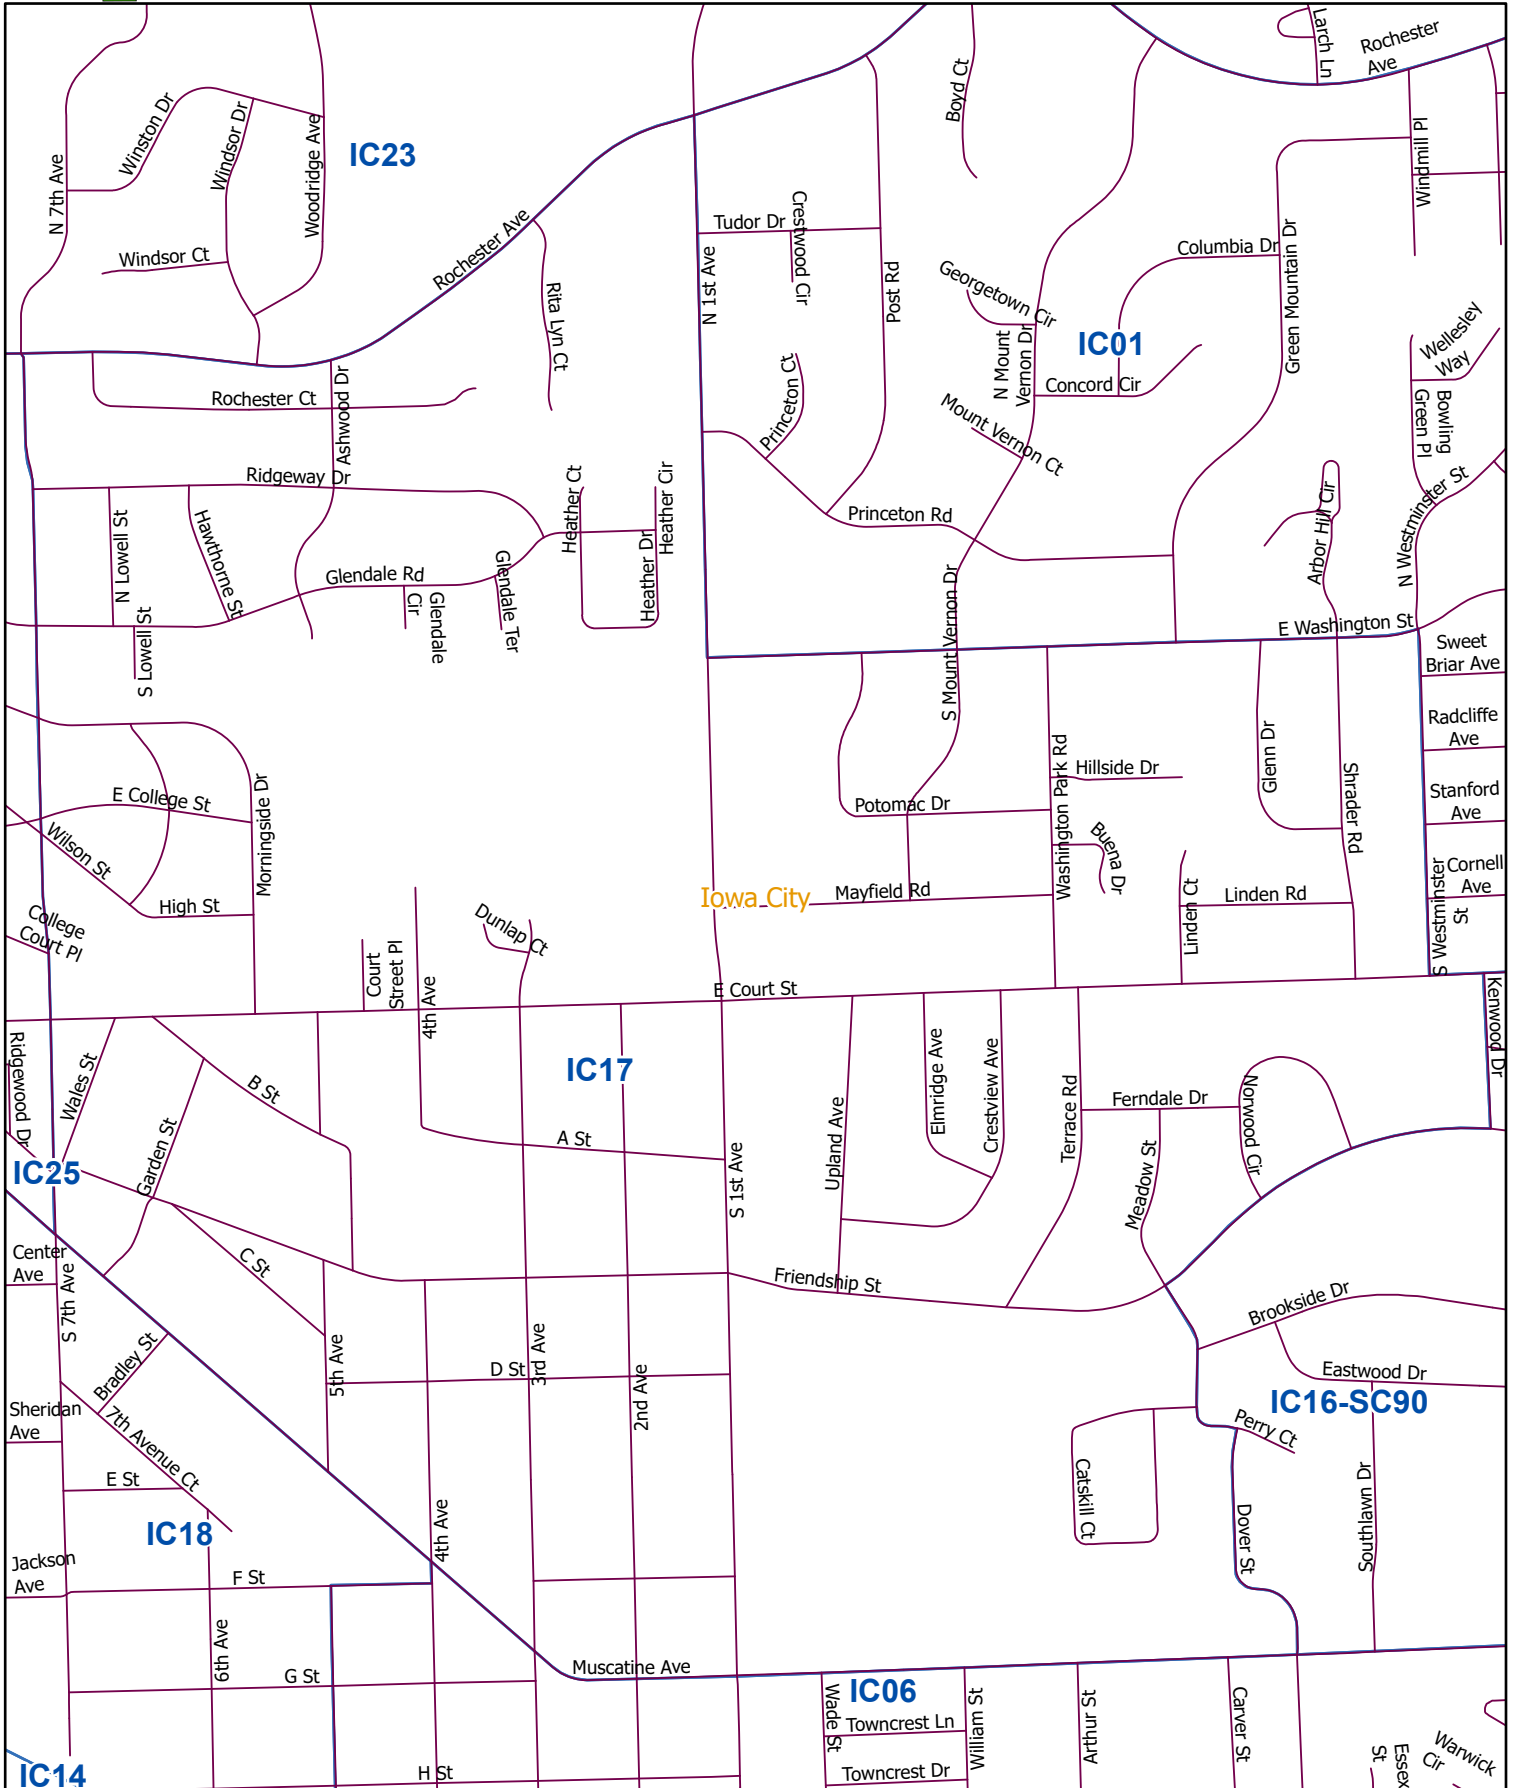 Larch Ln
Rochester
Ave
Boyd Ct
Winston Dr
Windsor Dr
Woodridge Ave
IC23
N 7th Ave
Windmill Pl
Windsor Ct
Rochester Ave
Tudor Dr
Crestwood Cir
N 1st Ave
Post Rd
Georgetown Cir
Columbia Dr
Green Mountain Dr
Rita Lyn Ct
IC01
N Mount
Vernon Dr
Wellesley
Way
Concord Cir
Rochester Ct
Ashwood Dr
Princeton Ct
Mount Vernon Ct
Bowling
Green Pl
Ridgeway Dr
Heather Ct
Heather Cir
Princeton Rd
Arbor Hill Cir
N Westminster St
N Lowell St
Hawthorne St
Glendale Rd
Glendale
Cir
Glendale Ter
Heather Dr
S Lowell St
S Mount Vernon Dr
E Washington St
Sweet
Briar Ave
Radcliffe
Ave
Glenn Dr
Shrader Rd
Hillside Dr
Washington Park Rd
Potomac Dr
Stanford
Ave
E College St
Morningside Dr
Wilson St
Buena Dr
Cornell
Ave
High St
Iowa City
Mayfield Rd
Linden Ct
Linden Rd
S Westminster
St
College
Court Pl
Dunlap Ct
Court
Street Pl
4th Ave
E Court St
Kenwood Dr
Ridgewood Dr
Wales St
B St
IC17
Elmridge Ave
Crestview Ave
Terrace Rd
Ferndale Dr
Norwood Cir
Upland Ave
A St
Garden St
S 1st Ave
Meadow St
IC25
Center
Ave
C St
Friendship St
S 7th Ave
Brookside Dr
Bradley St
5th Ave
D St
3rd Ave
2nd Ave
Eastwood Dr
IC16-SC90
Sheridan
Ave
7th Avenue Ct
Perry Ct
E St
Catskill Ct
Dover St
Southlawn Dr
IC18
4th Ave
Jackson
Ave
F St
6th Ave
G St
Muscatine Ave
IC06
Wade St
Towncrest Ln
William St
Arthur St
Carver St
Essex
St
Warwick
Cir
IC14
H St
Towncrest Dr